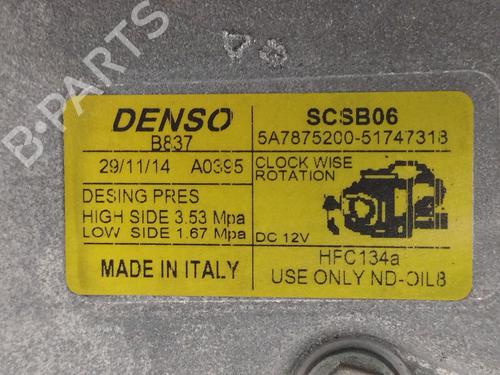 B-PARTS
DENSO
B837
29/11/14 A0395
DESING PRES
HIGH SIDE 3.53 Mpa
LOW SIDE 1.67 Mpa
MADE IN ITALY
SCSB06
5A7875200-51747318
CLOCK WISE
ROTATION
DC 12V
HFC134a
USE ONLY ND-OIL8